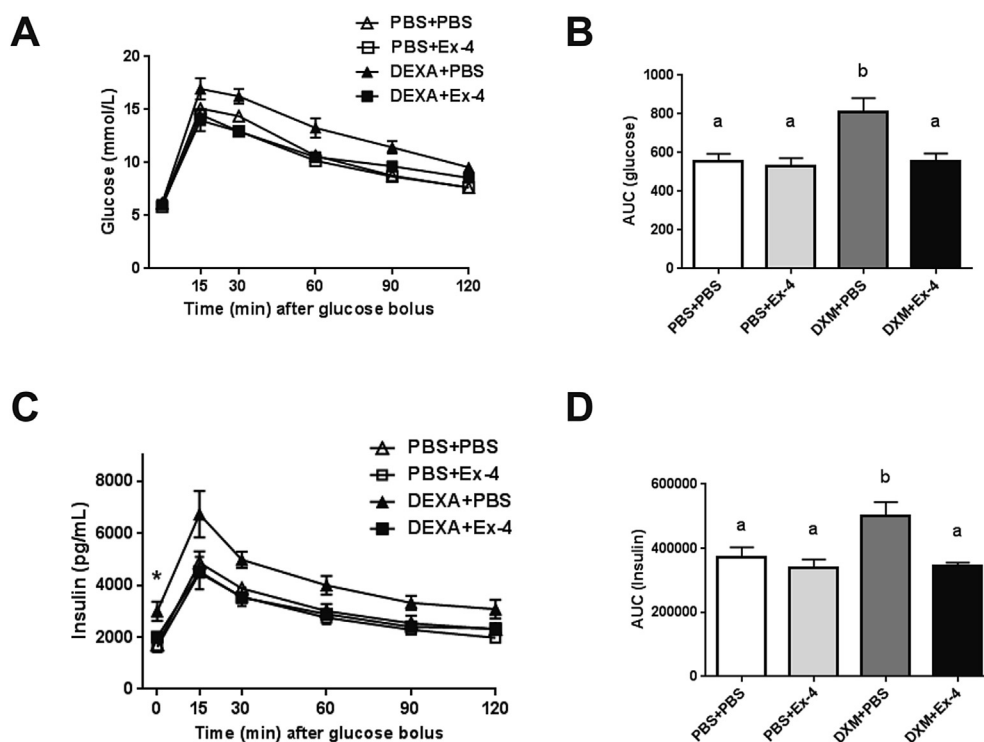 A
PBS+PBS
PBS+Ex-4
DEXA+PBS
DEXA+Ex-4
20
15
10
5
0
Glucose (mmol/L)
15 30 60 90 120
Time (min) after glucose bolus
B
1000
800
600
400
200
0
AUC (glucose)
a a b a
PBS+PBS PBS+Ex-4 DXM+PBS DXM+Ex-4
C
PBS+PBS
PBS+Ex-4
DEXA+PBS
DEXA+Ex-4
8000
6000
4000
2000
0
Insulin (pg/mL)
*
0 15 30 60 90 120
Time (min) after glucose bolus
D
600000
400000
200000
0
AUC (Insulin)
a a b a
PBS+PBS PBS+Ex-4 DXM+PBS DXM+Ex-4